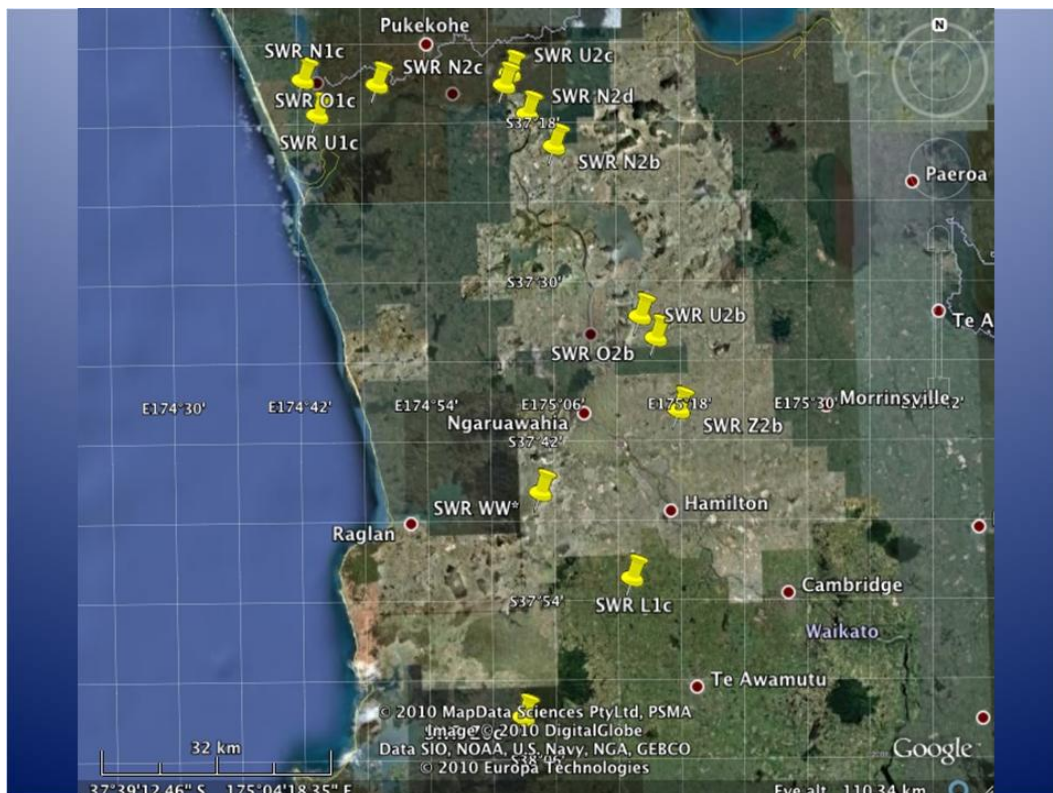 Pukekohe
N
SWR N1c
SWR U2c
SWR N2c
SWR O1c
SWR N2d
S37°18'
SWR U1c
SWR N2b
Paeroa
S37°30'
SWR U2b
Te A
SWR O2b
E174°30'
E174°42'
E174°54'
E175°06'
E175°18'
E175°30'
Morrinsville
Ngaruawahia
SWR Z2b
S37°42'
SWR WW*
Hamilton
Raglan
Cambridge
S37°54'
SWR L1c
Waikato
Te Awamutu
© 2010 MapData Sciences PtyLtd, PSMA
Image © 2010 DigitalGlobe
32 km
Data SIO, NOAA, U.S. Navy, NGA, GEBCO
S38°06'
© 2010 Europa Technologies
Google
37°39'12.46" S 175°04'18.35" E
Eye alt 110.34 km